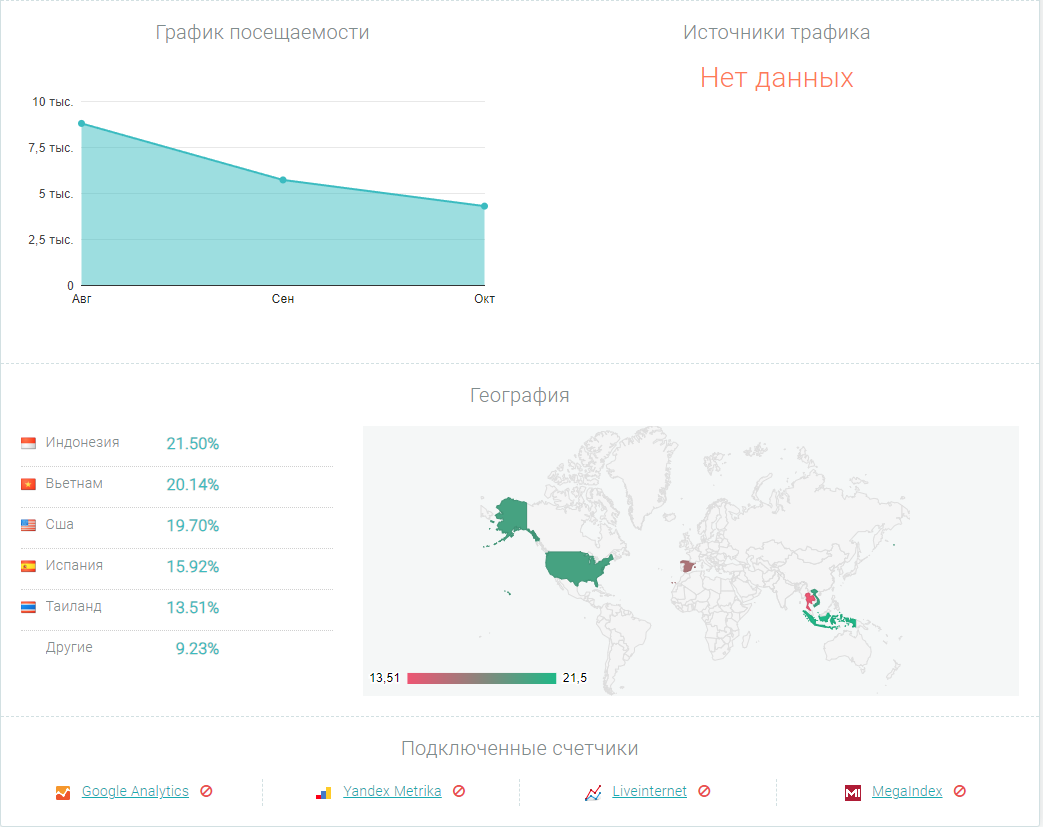 График посещаемости
Источники трафика
Нет данных
10 тыс.
7,5 тыс.
5 тыс.
2,5 тыс.
0
Авг Сен Окт
География
Индонезия 21.50%
Вьетнам 20.14%
Сша 19.70%
Испания 15.92%
Таиланд 13.51%
Другие 9.23%
13,51 21,5
Подключенные счетчики
Google Analytics Yandex Metrika Liveinternet MegaIndex